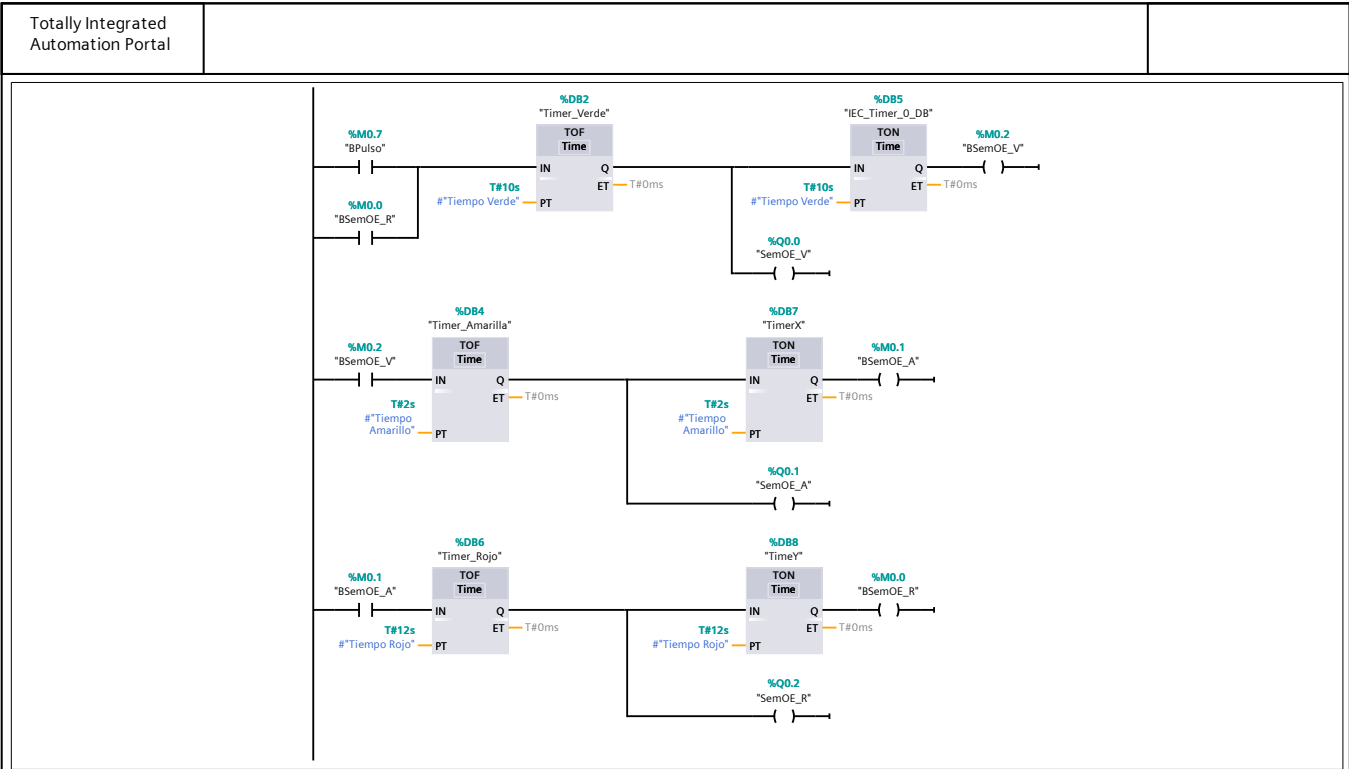 Totally Integrated
Automation Portal
%DB2
"Timer_Verde"
%DB5
"IEC_Timer_0_DB"
%M0.7
"BPulso"
TOF
Time
TON
Time
%M0.2
"BSemOE_V"
IN
Q
IN
Q
T#10s
ET
T#0ms
T#10s
ET
T#0ms
#"Tiempo Verde"
PT
#"Tiempo Verde"
PT
%M0.0
"BSemOE_R"
%Q0.0
"SemOE_V"
%DB4
"Timer_Amarilla"
%DB7
"TimerX"
%M0.2
"BSemOE_V"
TOF
Time
TON
Time
%M0.1
"BSemOE_A"
IN
Q
IN
Q
T#2s
ET
T#0ms
T#2s
ET
T#0ms
#"Tiempo
Amarillo"
PT
#"Tiempo
Amarillo"
PT
%Q0.1
"SemOE_A"
%DB6
"Timer_Rojo"
%DB8
"TimeY"
%M0.1
"BSemOE_A"
TOF
Time
TON
Time
%M0.0
"BSemOE_R"
IN
Q
IN
Q
T#12s
ET
T#0ms
T#12s
ET
T#0ms
#"Tiempo Rojo"
PT
#"Tiempo Rojo"
PT
%Q0.2
"SemOE_R"